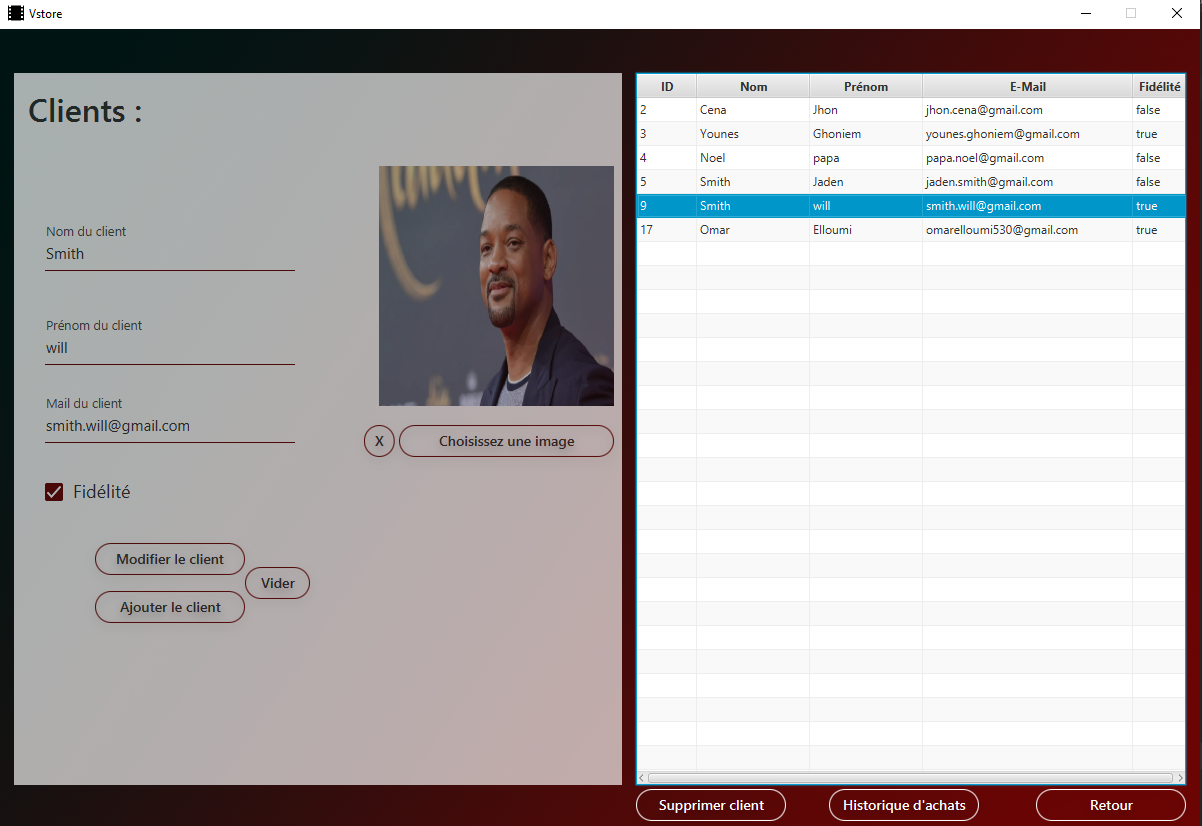 Vstore
Clients :
Nom du client
Smith
Prénom du client
will
Mail du client
smith.will@gmail.com
Fidélité
X
Choisissez une image
Modifier le client
Vider
Ajouter le client
ID Nom Prénom E-Mail Fidélité
2 Cena Jhon jhon.cena@gmail.com false
3 Younes Ghoniem younes.ghoniem@gmail.com true
4 Noel papa papa.noel@gmail.com false
5 Smith Jaden jaden.smith@gmail.com false
9 Smith will smith.will@gmail.com true
17 Omar Elloumi omarelloumi530@gmail.com true
Supprimer client Historique d'achats Retour